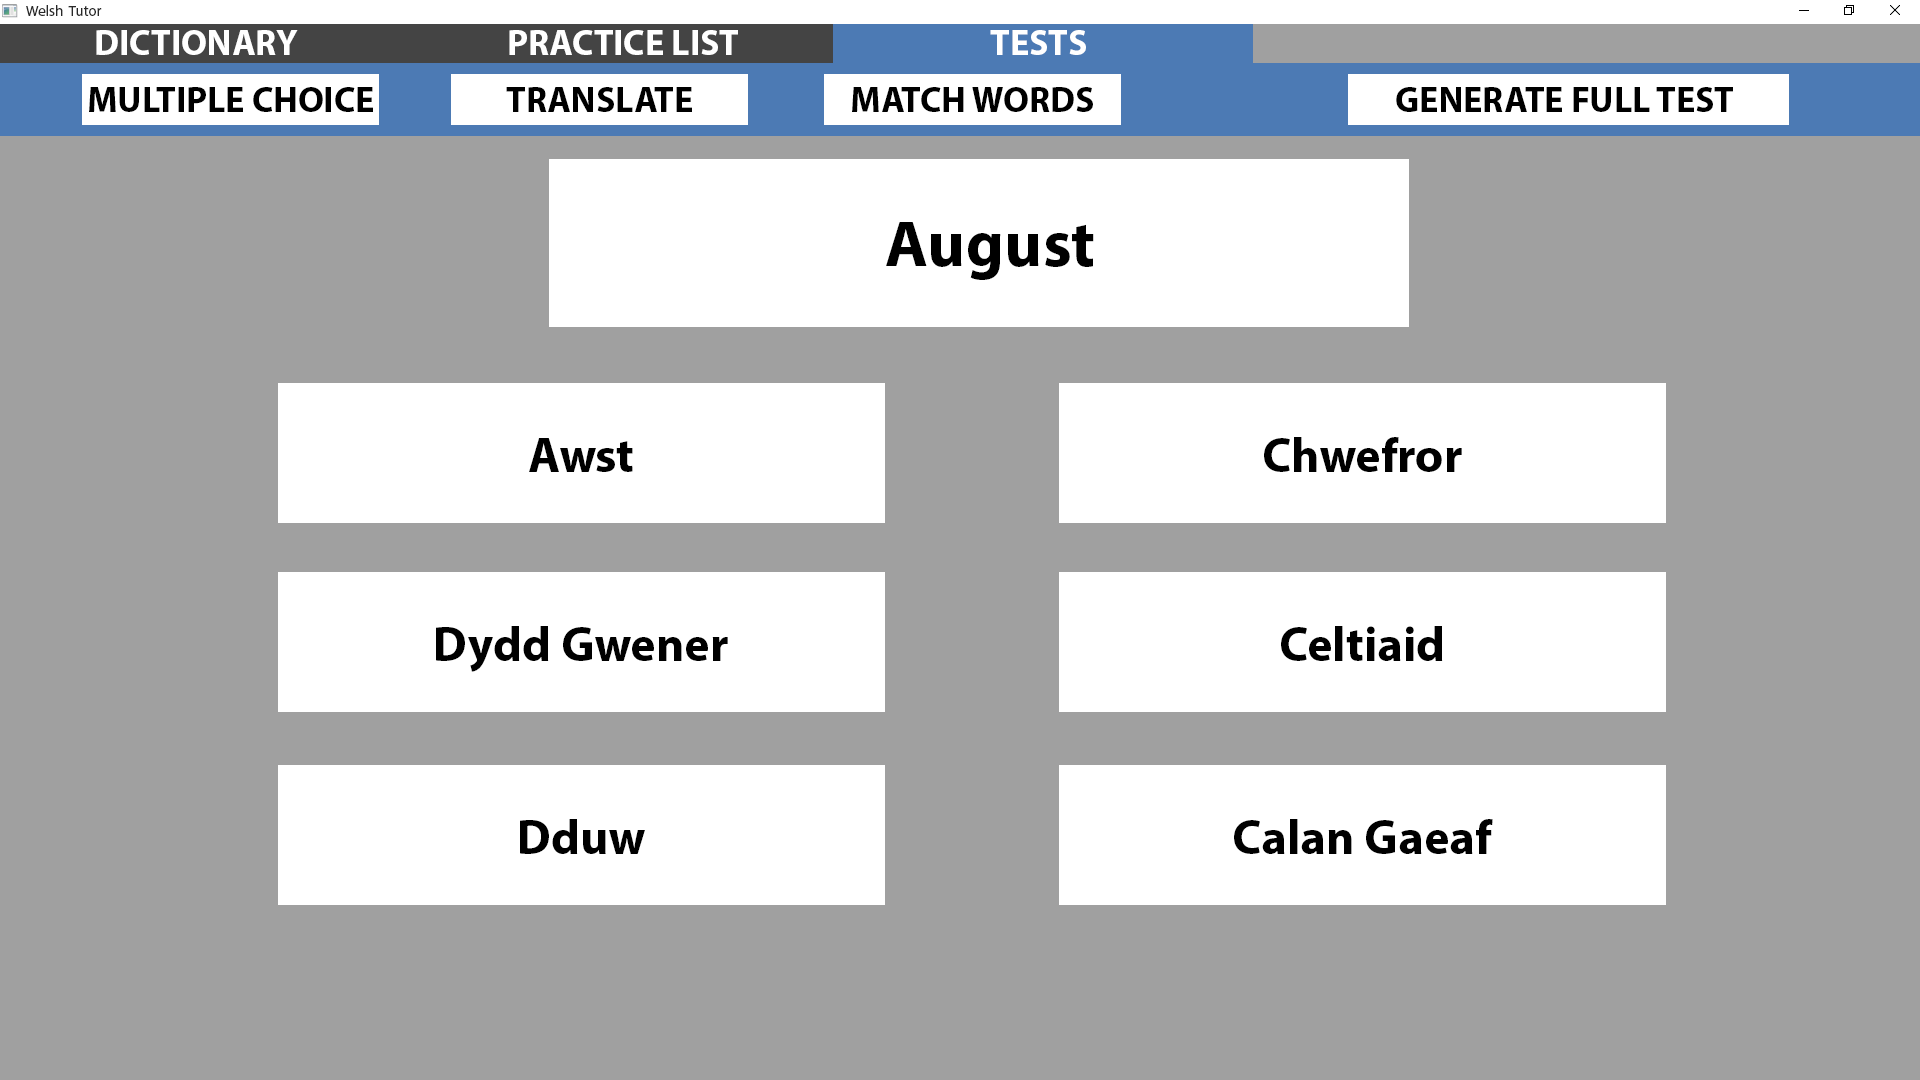 Welsh Tutor
DICTIONARY PRACTICE LIST TESTS
MULTIPLE CHOICE TRANSLATE MATCH WORDS GENERATE FULL TEST
August
Awst Chwefror
Dydd Gwener Celtiaid
Dduw Calan Gaeaf